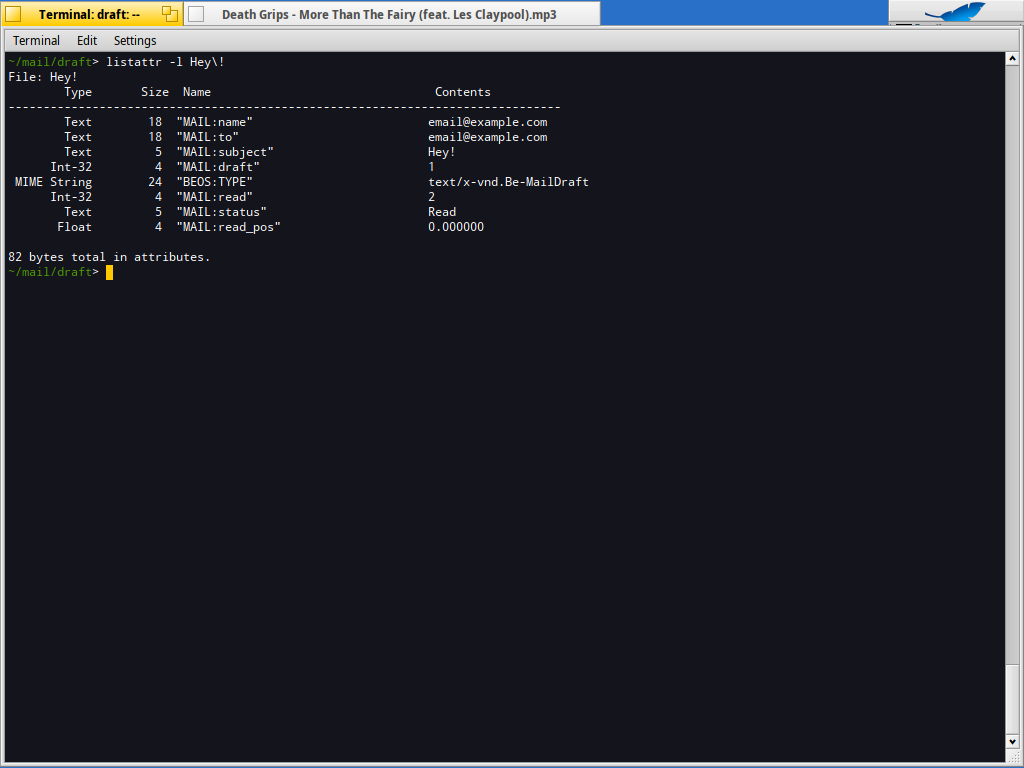 Terminal: draft: --
Death Grips - More Than The Fairy (feat. Les Claypool).mp3
Terminal Edit Settings
~/mail/draft> listattr -l Hey\!
File: Hey!
        Type       Size  Name                                Contents
-------------------------------------------------------------------------------
        Text        18  "MAIL:name"                         email@example.com
        Text        18  "MAIL:to"                           email@example.com
        Text         5  "MAIL:subject"                      Hey!
      Int-32         4  "MAIL:draft"                        1
 MIME String        24  "BEOS:TYPE"                         text/x-vnd.Be-MailDraft
      Int-32         4  "MAIL:read"                         2
        Text         5  "MAIL:status"                       Read
       Float         4  "MAIL:read_pos"                     0.000000

82 bytes total in attributes.
~/mail/draft>